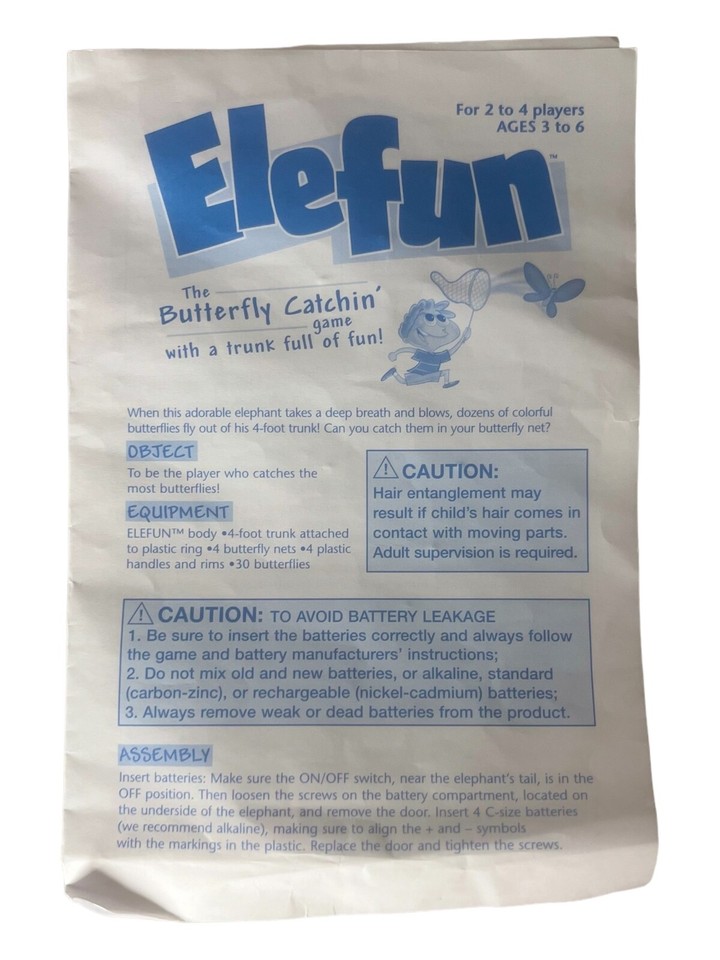 For 2 to 4 players
AGES 3 to 6
Elefun™
The
Butterfly Catchin'
game
with a trunk full of fun!
When this adorable elephant takes a deep breath and blows, dozens of colorful
butterflies fly out of his 4-foot trunk! Can you catch them in your butterfly net?
OBJECT
To be the player who catches the
most butterflies!
EQUIPMENT
ELEFUN™ body •4-foot trunk attached
to plastic ring •4 butterfly nets •4 plastic
handles and rims •30 butterflies
⚠ CAUTION:
Hair entanglement may
result if child's hair comes in
contact with moving parts.
Adult supervision is required.
⚠ CAUTION: TO AVOID BATTERY LEAKAGE
1. Be sure to insert the batteries correctly and always follow
the game and battery manufacturers' instructions;
2. Do not mix old and new batteries, or alkaline, standard
(carbon-zinc), or rechargeable (nickel-cadmium) batteries;
3. Always remove weak or dead batteries from the product.
ASSEMBLY
Insert batteries: Make sure the ON/OFF switch, near the elephant's tail, is in the
OFF position. Then loosen the screws on the battery compartment, located on
the underside of the elephant, and remove the door. Insert 4 C-size batteries
(we recommend alkaline), making sure to align the + and – symbols
with the markings in the plastic. Replace the door and tighten the screws.